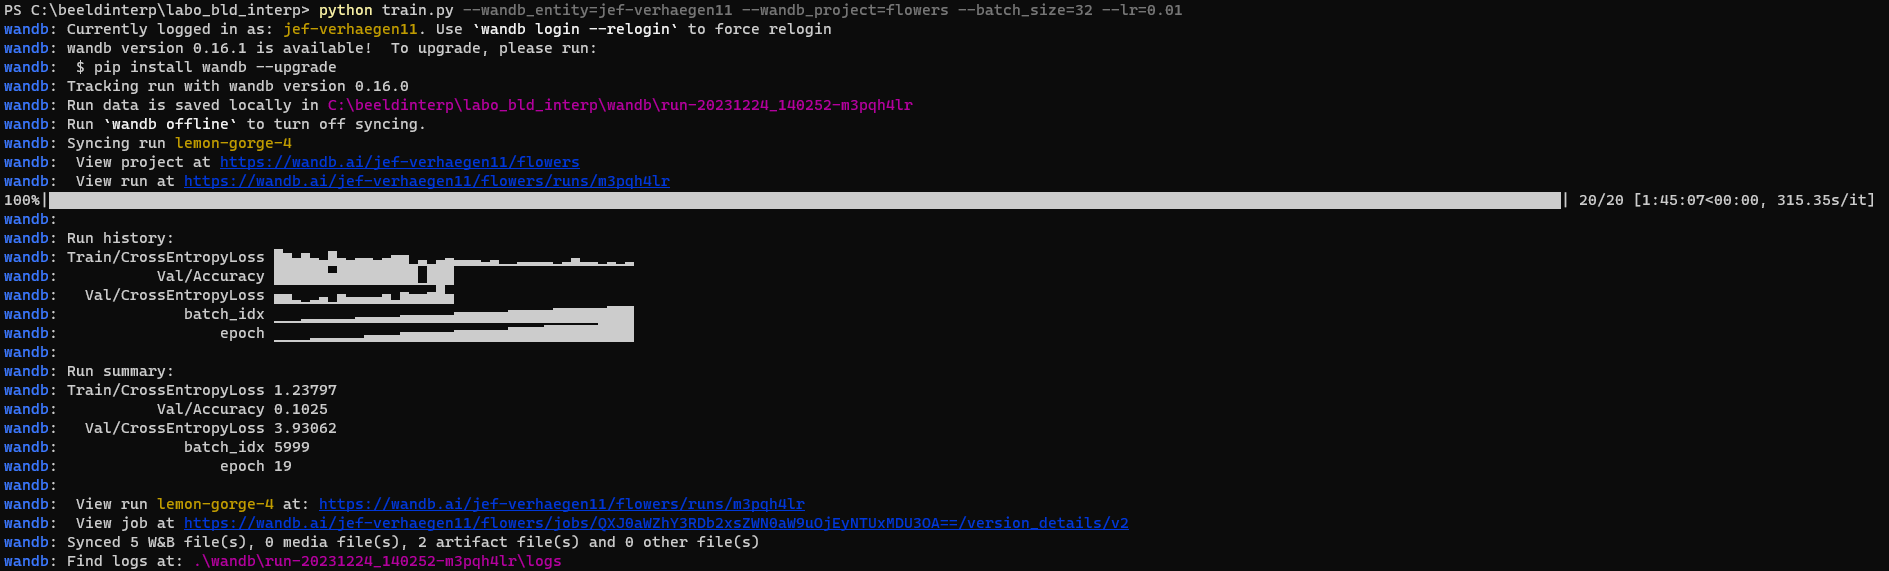 PS C:\beeldinterp\labo_bld_interp> python train.py --wandb_entity=jef-verhaegen11 --wandb_project=flowers --batch_size=32 --lr=0.01
wandb: Currently logged in as: jef-verhaegen11. Use `wandb login --relogin` to force relogin
wandb: wandb version 0.16.1 is available!  To upgrade, please run:
wandb:  $ pip install wandb --upgrade
wandb: Tracking run with wandb version 0.16.0
wandb: Run data is saved locally in C:\beeldinterp\labo_bld_interp\wandb\run-20231224_140252-m3pqh4lr
wandb: Run `wandb offline` to turn off syncing.
wandb: Syncing run lemon-gorge-4
wandb:  View project at https://wandb.ai/jef-verhaegen11/flowers
wandb:  View run at https://wandb.ai/jef-verhaegen11/flowers/runs/m3pqh4lr
100%| | 20/20 [1:45:07<00:00, 315.35s/it]
wandb:
wandb: Run history:
wandb: Train/CrossEntropyLoss
wandb: Val/Accuracy
wandb: Val/CrossEntropyLoss
wandb: batch_idx
wandb: epoch
wandb:
wandb: Run summary:
wandb: Train/CrossEntropyLoss 1.23797
wandb: Val/Accuracy 0.1025
wandb: Val/CrossEntropyLoss 3.93062
wandb: batch_idx 5999
wandb: epoch 19
wandb:
wandb:  View run lemon-gorge-4 at: https://wandb.ai/jef-verhaegen11/flowers/runs/m3pqh4lr
wandb:  View job at https://wandb.ai/jef-verhaegen11/flowers/jobs/QXJ0aWZhY3RDb2xsZWN0aW9uOjEyNTUxMDU3OA==/version_details/v2
wandb: Synced 5 W&B file(s), 0 media file(s), 2 artifact file(s) and 0 other file(s)
wandb: Find logs at: .\wandb\run-20231224_140252-m3pqh4lr\logs